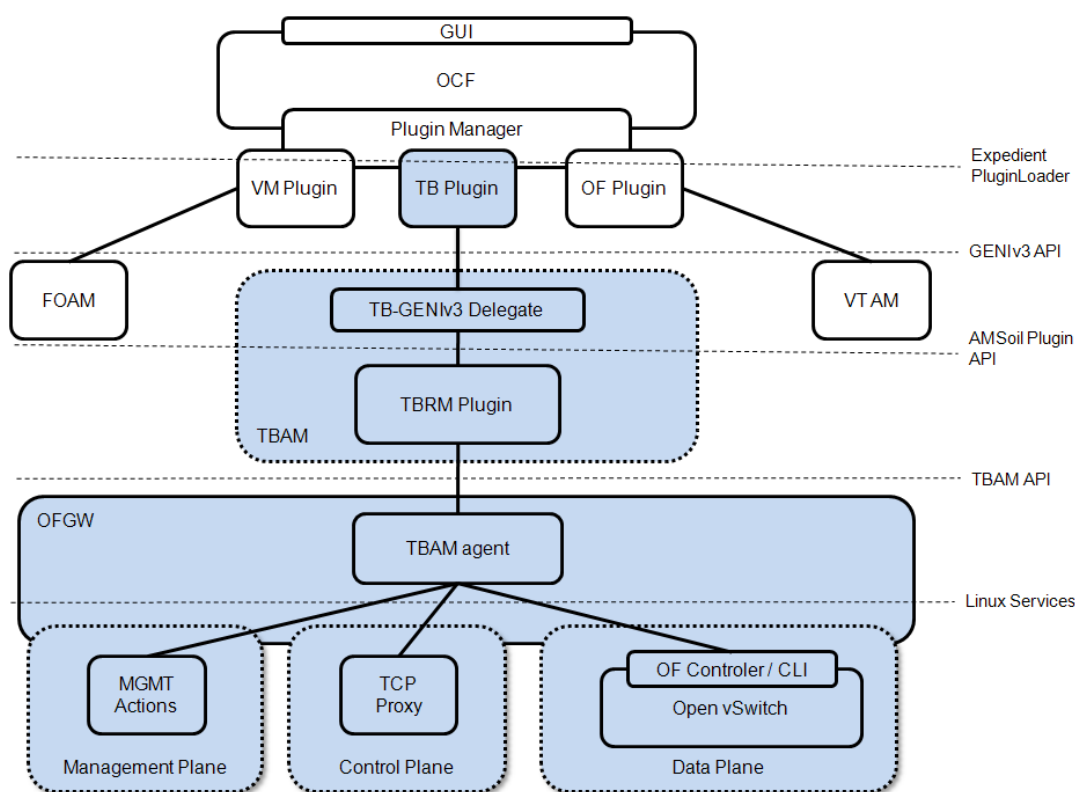 GUI
OCF
Plugin Manager
Expedient
PluginLoader
VM Plugin
TB Plugin
OF Plugin
GENIv3 API
FOAM
VT AM
TB-GENIv3 Delegate
AMSoil Plugin
API
TBRM Plugin
TBAM
TBAM API
OFGW
TBAM agent
Linux Services
MGMT
Actions
TCP
Proxy
OF Controler / CLI
Open vSwitch
Management Plane
Control Plane
Data Plane